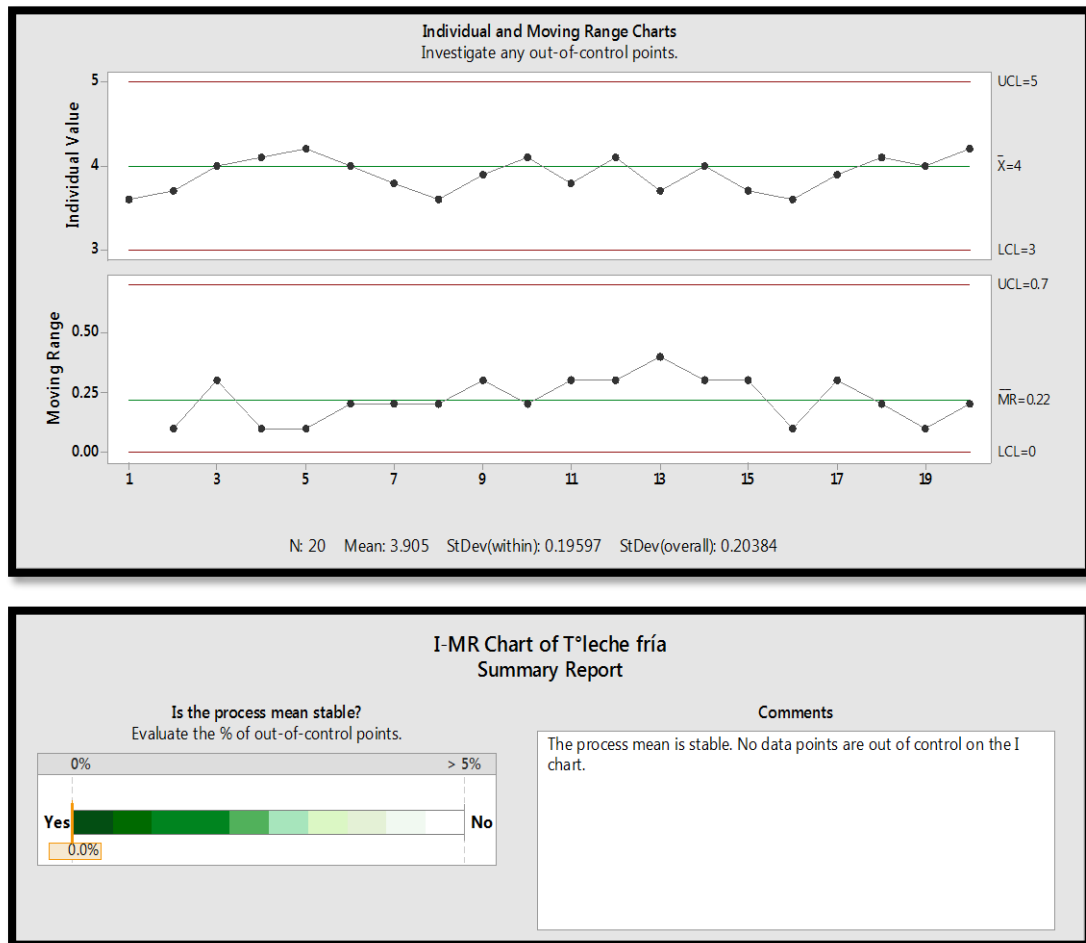 Individual and Moving Range Charts
Investigate any out-of-control points.
Individual Value
5
4
3
UCL=5
X̄=4
LCL=3
Moving Range
0.50
0.25
0.00
UCL=0.7
M̄R̄=0.22
LCL=0
1 3 5 7 9 11 13 15 17 19
N: 20 Mean: 3.905 StDev(within): 0.19597 StDev(overall): 0.20384
I-MR Chart of T°leche fría
Summary Report
Is the process mean stable?
Evaluate the % of out-of-control points.
0% > 5%
Yes No
0.0%
Comments
The process mean is stable. No data points are out of control on the I
chart.